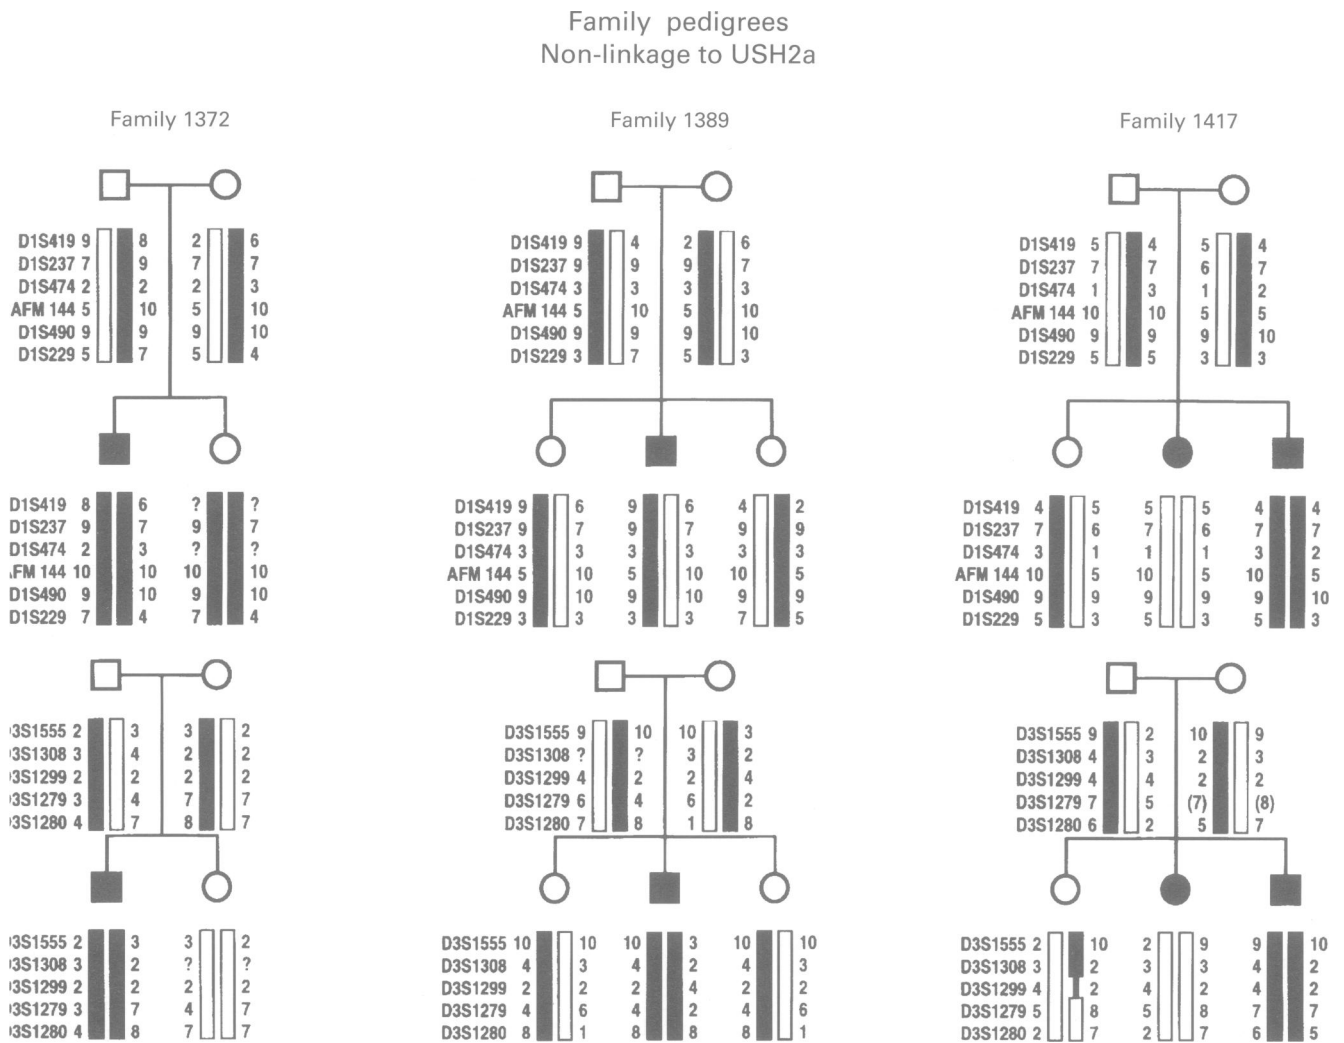 Family pedigrees
Non-linkage to USH2a
Family 1372 Family 1389 Family 1417
D1S419 9 8 2 6 D1S419 9 4 2 6 D1S419 5 4 5 4
D1S237 7 9 7 7 D1S237 9 9 9 7 D1S237 7 7 6 7
D1S474 2 2 2 3 D1S474 3 3 3 3 D1S474 1 3 1 2
AFM 144 5 10 5 10 AFM 144 5 10 5 10 AFM 144 10 10 5 5
D1S490 9 9 9 10 D1S490 9 9 9 10 D1S490 9 9 9 10
D1S229 5 7 5 4 D1S229 3 7 5 3 D1S229 5 5 3 3
D1S419 8 6 ? ? D1S419 9 6 9 6 4 2 D1S419 4 5 5 5 4 4
D1S237 9 7 9 7 D1S237 9 7 9 7 9 9 D1S237 7 6 7 6 7 7
D1S474 2 3 ? ? D1S474 3 3 3 3 3 3 D1S474 3 1 1 1 3 2
FM 144 10 10 10 10 AFM 144 5 10 5 10 10 5 AFM 144 10 5 10 5 10 5
D1S490 9 10 9 10 D1S490 9 10 9 10 9 9 D1S490 9 9 9 9 9 10
D1S229 7 4 7 4 D1S229 3 3 3 3 7 5 D1S229 5 3 5 3 5 3
3S1555 2 3 3 2 D3S1555 9 10 10 3 D3S1555 9 2 10 9
3S1308 3 4 2 2 D3S1308 ? ? 3 2 D3S1308 4 3 2 3
3S1299 2 2 2 2 D3S1299 4 2 2 4 D3S1299 4 4 2 2
3S1279 3 4 7 7 D3S1279 6 4 6 2 D3S1279 7 5 (7) (8)
3S1280 4 7 8 7 D3S1280 7 8 1 8 D3S1280 6 2 5 7
3S1555 2 3 3 2 D3S1555 10 10 10 3 10 10 D3S1555 2 10 2 9 9 10
3S1308 3 2 ? ? D3S1308 4 3 4 2 4 3 D3S1308 3 2 3 3 4 2
3S1299 2 2 2 2 D3S1299 2 2 2 4 2 2 D3S1299 4 2 4 2 4 2
3S1279 3 7 4 7 D3S1279 4 6 4 2 4 6 D3S1279 5 8 5 8 7 7
3S1280 4 8 7 7 D3S1280 8 1 8 8 8 1 D3S1280 2 7 2 7 6 5